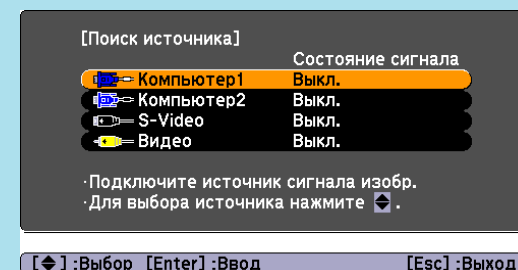 [Поиск источника]
Состояние сигнала
Компьютер1 Выкл.
Компьютер2 Выкл.
S-Video Выкл.
Видео Выкл.
·Подключите источник сигнала изобр.
·Для выбора источника нажмите ◆.
[◆]:Выбор [Enter]:Ввод [Esc]:Выход